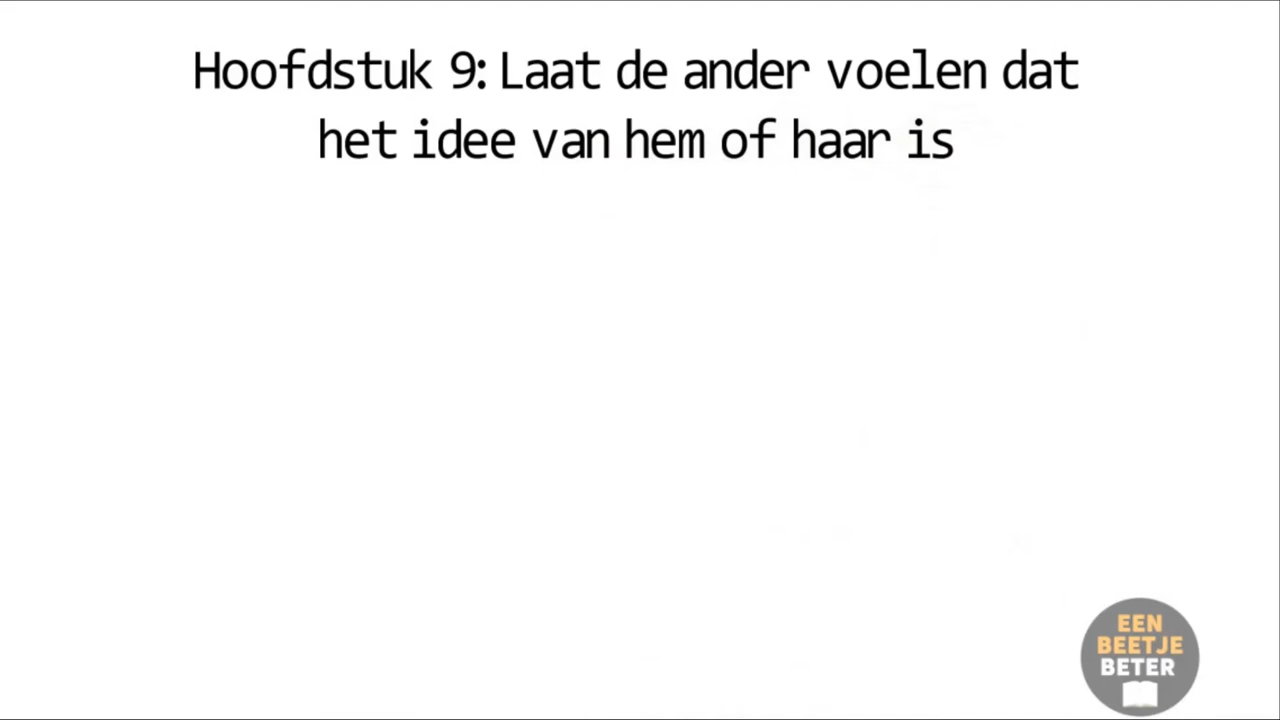 Hoofdstuk 9: Laat de ander voelen dat
het idee van hem of haar is
EEN
BEETJE
BETER